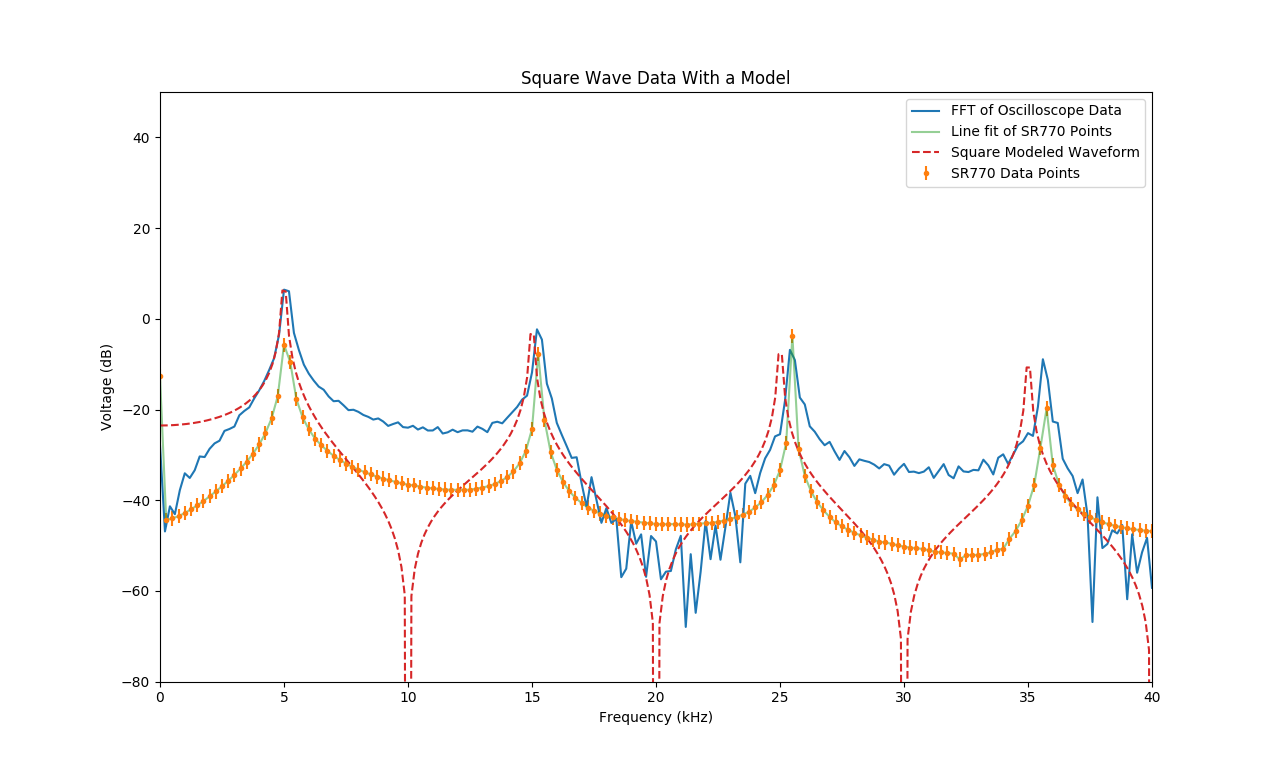 Square Wave Data With a Model
FFT of Oscilloscope Data
Line fit of SR770 Points
Square Modeled Waveform
SR770 Data Points
Voltage (dB)
40
20
0
−20
−40
−60
−80
0 5 10 15 20 25 30 35 40
Frequency (kHz)